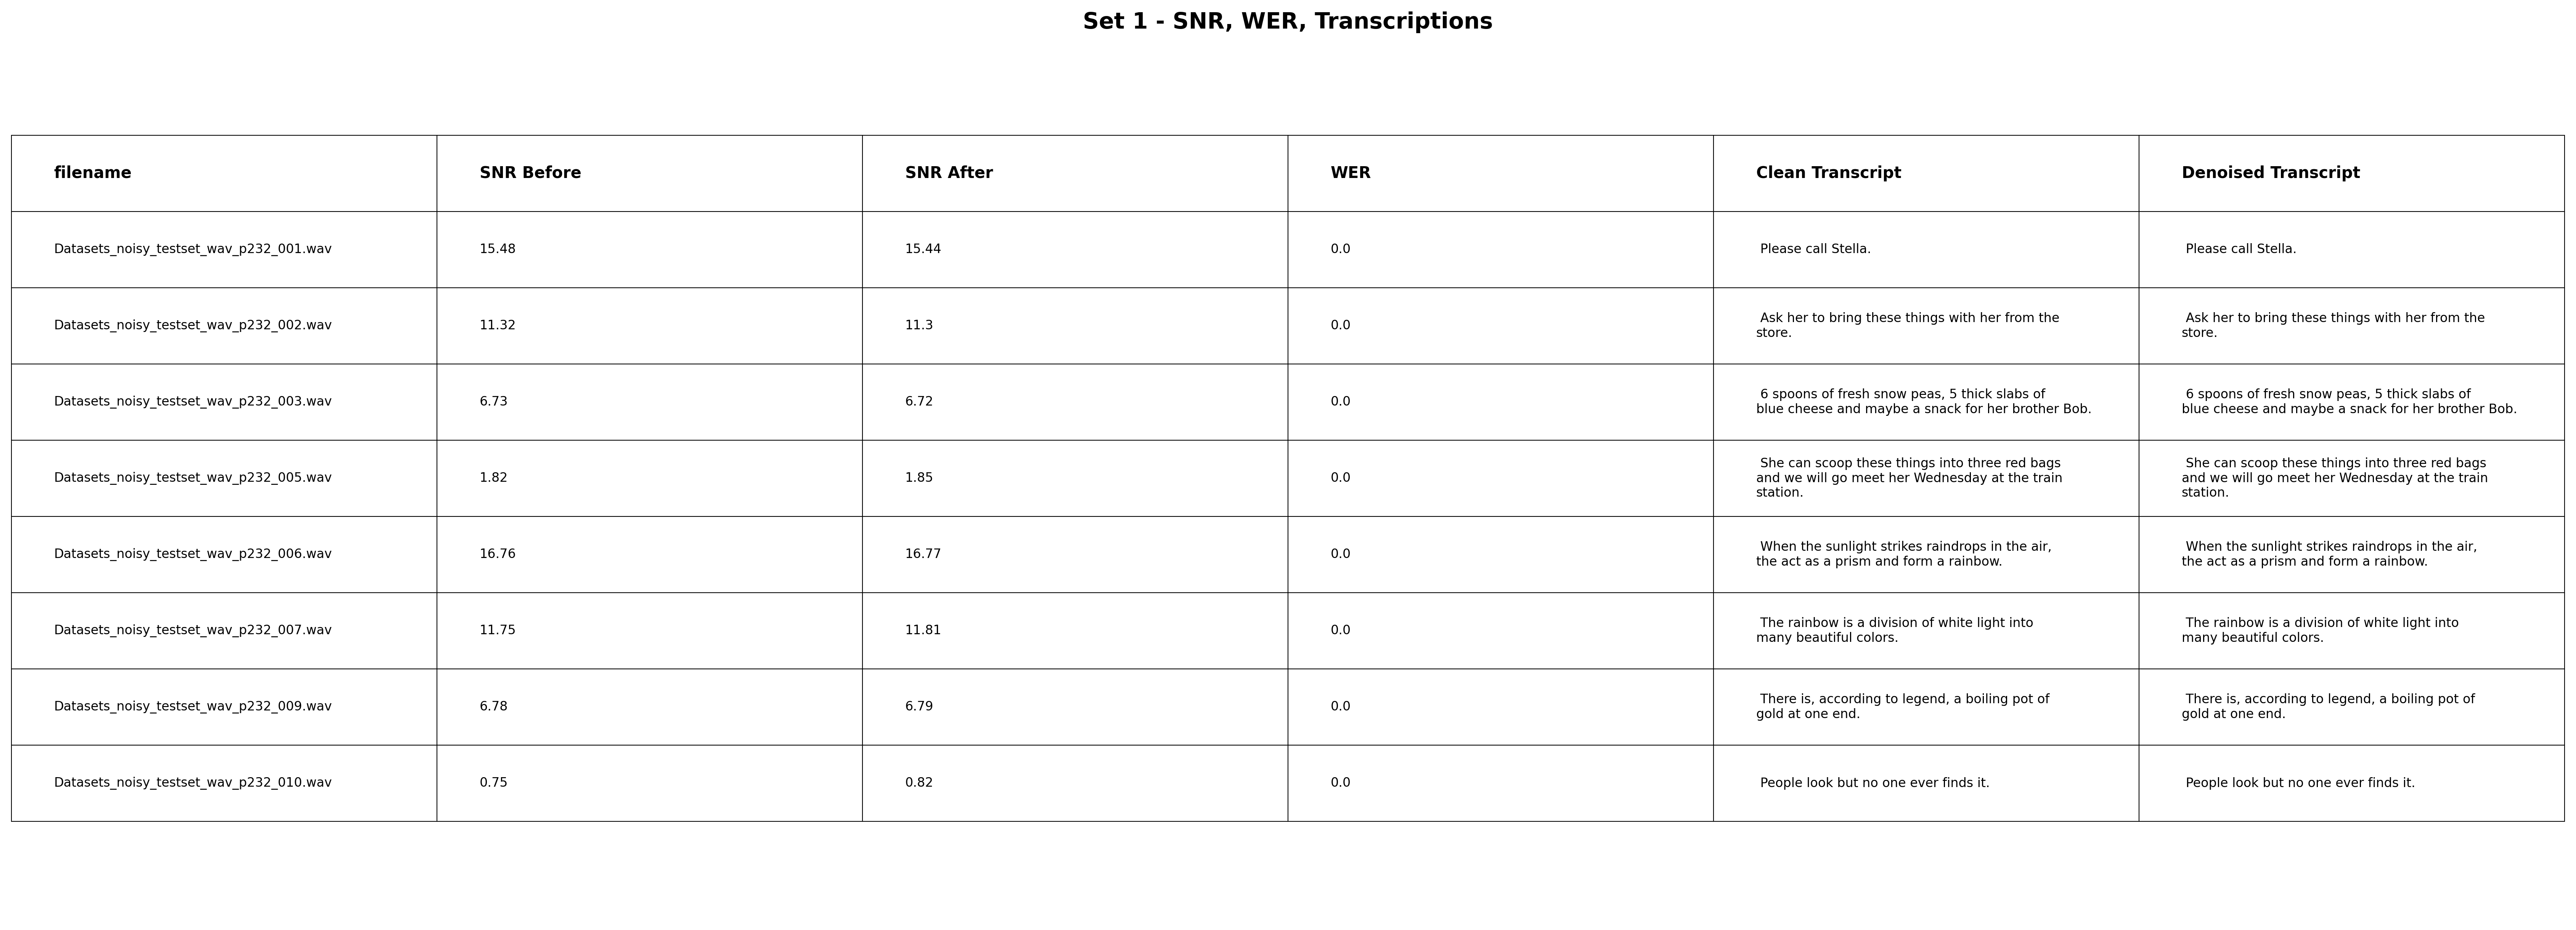 Set 1 - SNR, WER, Transcriptions
filename SNR Before SNR After WER Clean Transcript Denoised Transcript
Datasets_noisy_testset_wav_p232_001.wav 15.48 15.44 0.0 Please call Stella. Please call Stella.
Datasets_noisy_testset_wav_p232_002.wav 11.32 11.3 0.0 Ask her to bring these things with her from the Ask her to bring these things with her from the
store. store.
Datasets_noisy_testset_wav_p232_003.wav 6.73 6.72 0.0 6 spoons of fresh snow peas, 5 thick slabs of 6 spoons of fresh snow peas, 5 thick slabs of
blue cheese and maybe a snack for her brother Bob. blue cheese and maybe a snack for her brother Bob.
Datasets_noisy_testset_wav_p232_005.wav 1.82 1.85 0.0 She can scoop these things into three red bags She can scoop these things into three red bags
and we will go meet her Wednesday at the train and we will go meet her Wednesday at the train
station. station.
Datasets_noisy_testset_wav_p232_006.wav 16.76 16.77 0.0 When the sunlight strikes raindrops in the air, When the sunlight strikes raindrops in the air,
the act as a prism and form a rainbow. the act as a prism and form a rainbow.
Datasets_noisy_testset_wav_p232_007.wav 11.75 11.81 0.0 The rainbow is a division of white light into The rainbow is a division of white light into
many beautiful colors. many beautiful colors.
Datasets_noisy_testset_wav_p232_009.wav 6.78 6.79 0.0 There is, according to legend, a boiling pot of There is, according to legend, a boiling pot of
gold at one end. gold at one end.
Datasets_noisy_testset_wav_p232_010.wav 0.75 0.82 0.0 People look but no one ever finds it. People look but no one ever finds it.